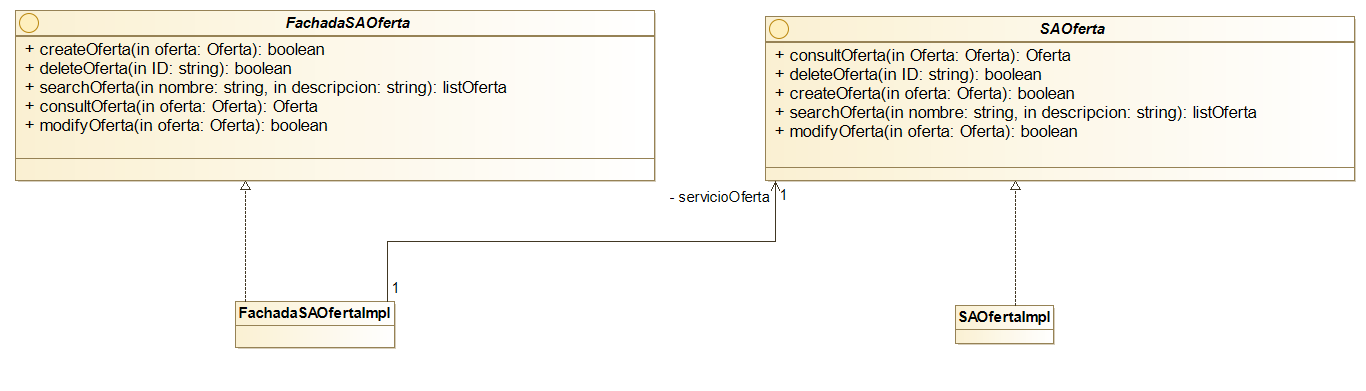 FachadaSAOferta
+ createOferta(in oferta: Oferta): boolean
+ deleteOferta(in ID: string): boolean
+ searchOferta(in nombre: string, in descripcion: string): listOferta
+ consultOferta(in oferta: Oferta): Oferta
+ modifyOferta(in oferta: Oferta): boolean
SAOferta
+ consultOferta(in Oferta: Oferta): Oferta
+ deleteOferta(in ID: string): boolean
+ createOferta(in oferta: Oferta): boolean
+ searchOferta(in nombre: string, in descripcion: string): listOferta
+ modifyOferta(in oferta: Oferta): boolean
- servicioOferta
1
1
FachadaSAOfertaImpl
SAOfertaImpl